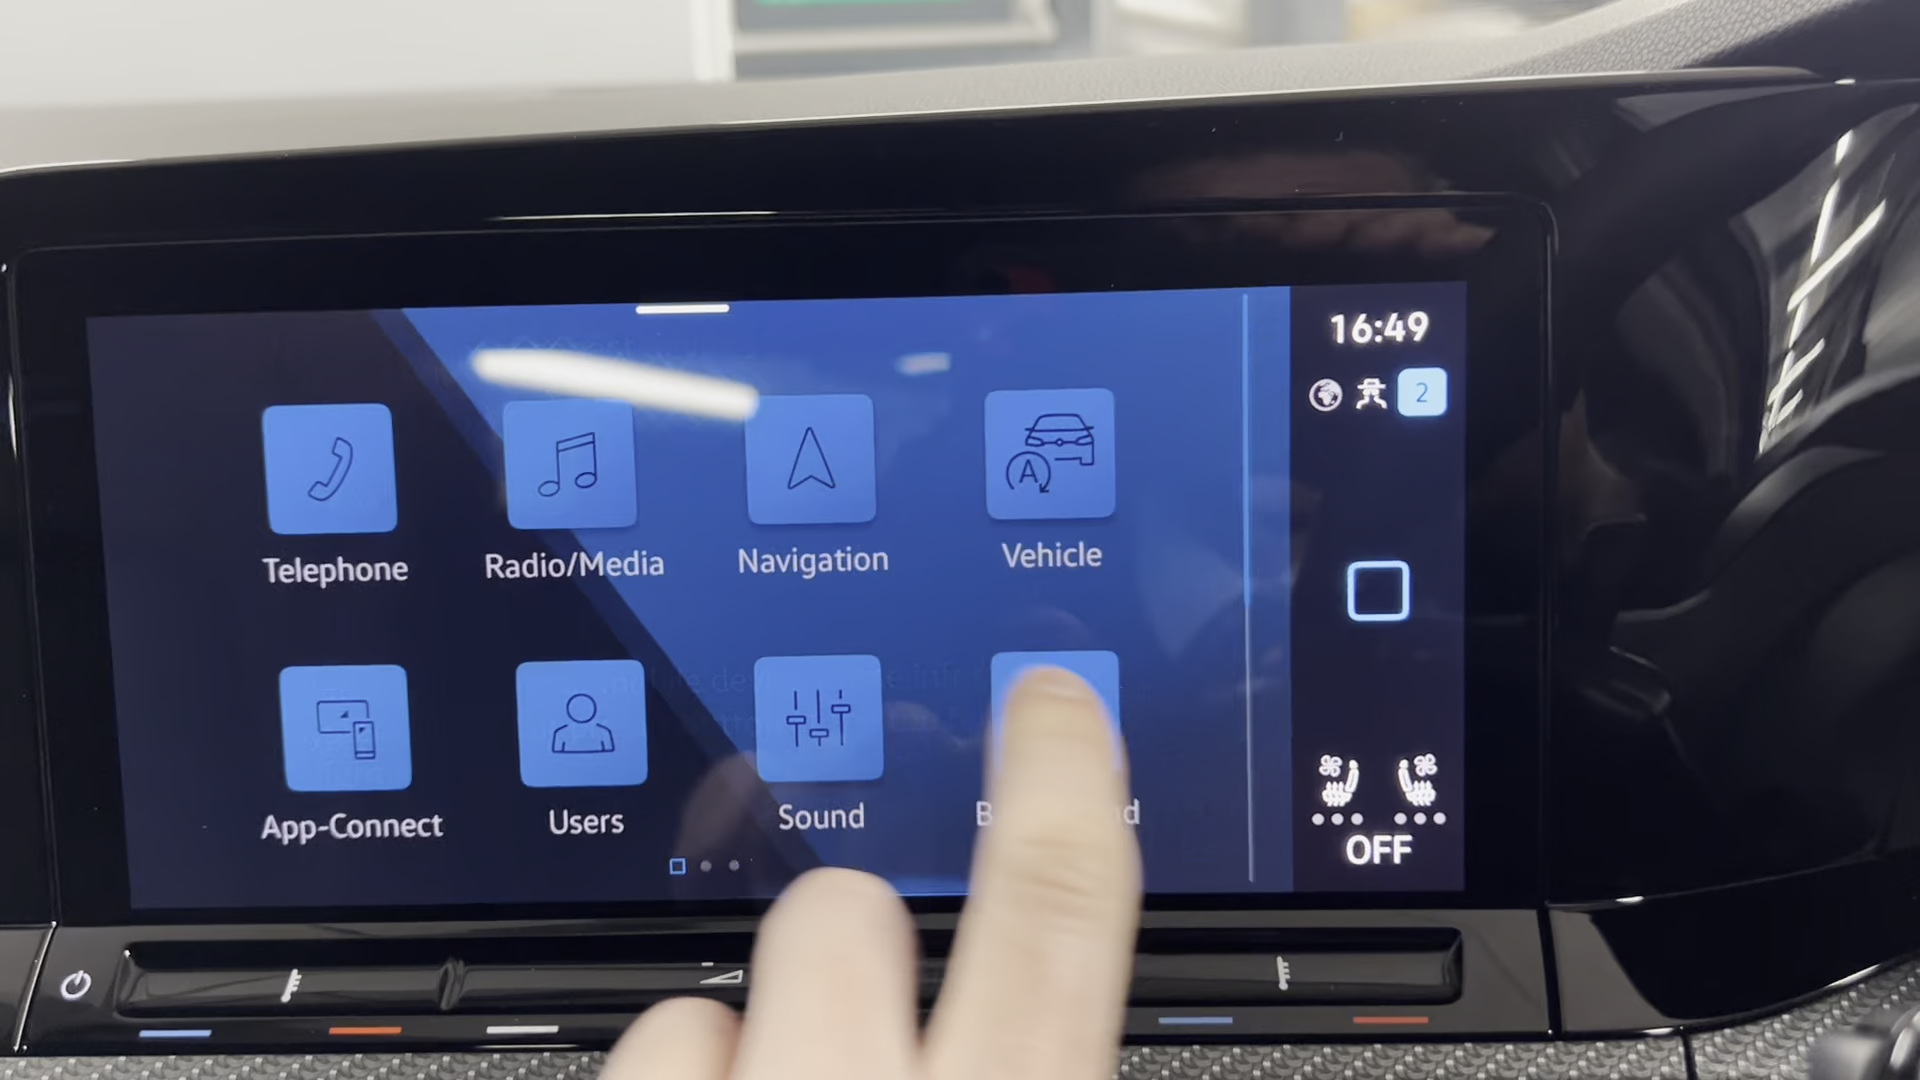 16:49
2
Telephone
Radio/Media
Navigation
Vehicle
A
App-Connect
Users
Sound
OFF